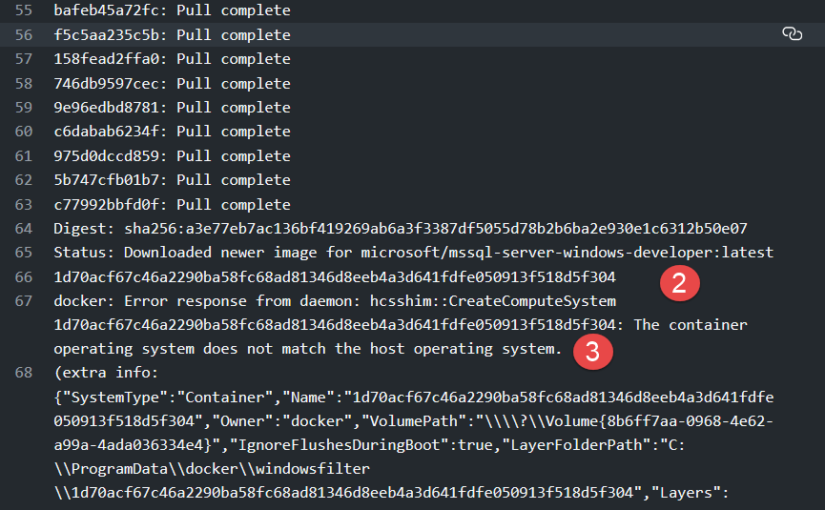 55 bafeb45a72fc: Pull complete
56 f5c5aa235c5b: Pull complete
57 158fead2ffa0: Pull complete
58 746db9597cec: Pull complete
59 9e96edbd8781: Pull complete
60 c6dabab6234f: Pull complete
61 975d0dccd859: Pull complete
62 5b747cfb01b7: Pull complete
63 c77992bbfd0f: Pull complete
64 Digest: sha256:a3e77eb7ac136bf419269ab6a3f3387df5055d78b2b6ba2e930e1c6312b50e07
65 Status: Downloaded newer image for microsoft/mssql-server-windows-developer:latest
66 1d70acf67c46a2290ba58fc68ad81346d8eeb4a3d641fdfe050913f518d5f304 2
67 docker: Error response from daemon: hcsshim::CreateComputeSystem
1d70acf67c46a2290ba58fc68ad81346d8eeb4a3d641fdfe050913f518d5f304: The container
operating system does not match the host operating system. 3
68 (extra info:
{"SystemType":"Container","Name":"1d70acf67c46a2290ba58fc68ad81346d8eeb4a3d641fdfe
050913f518d5f304","Owner":"docker","VolumePath":"\\\\?\\Volume{8b6ff7aa-0968-4e62-
a99a-4ada036334e4}","IgnoreFlushesDuringBoot":true,"LayerFolderPath":"C:
\\ProgramData\\docker\\windowsfilter
\\1d70acf67c46a2290ba58fc68ad81346d8eeb4a3d641fdfe050913f518d5f304","Layers":